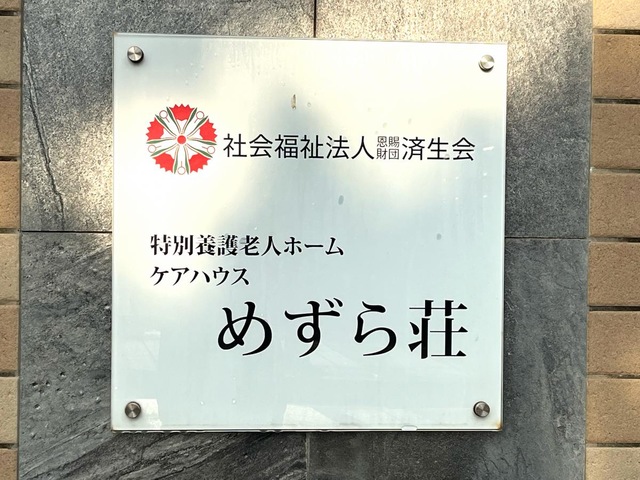 社会福祉法人恩賜財団済生会
特別養護老人ホーム
ケアハウス
めずら荘